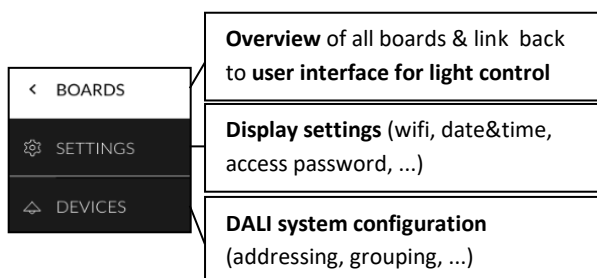 Overview of all boards & link back
to user interface for light control
< BOARDS
Display settings (wifi, date&time,
access password, ...)
SETTINGS
DALI system configuration
(addressing, grouping, ...)
DEVICES